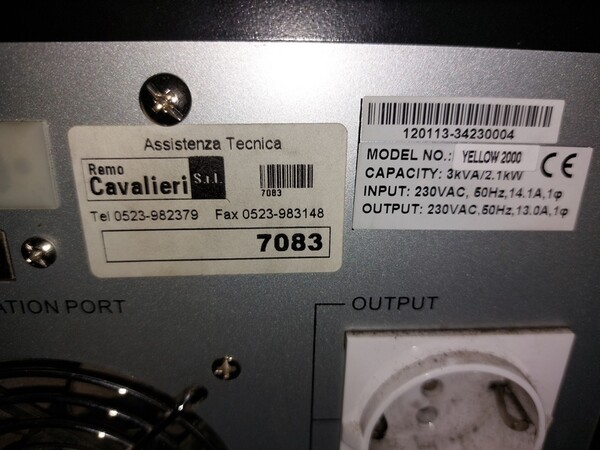 Assistenza Tecnica
Remo
Cavalieri S.r.l.
7083
Tel 0523-982379 Fax 0523-983148
7083
120113-34230004
MODEL NO.: YELLOW 2000
CE
CAPACITY: 3kVA/2.1kW
INPUT: 230VAC, 50Hz,14.1A,1φ
OUTPUT: 230VAC,50Hz,13.0A,1φ
ATION PORT
OUTPUT